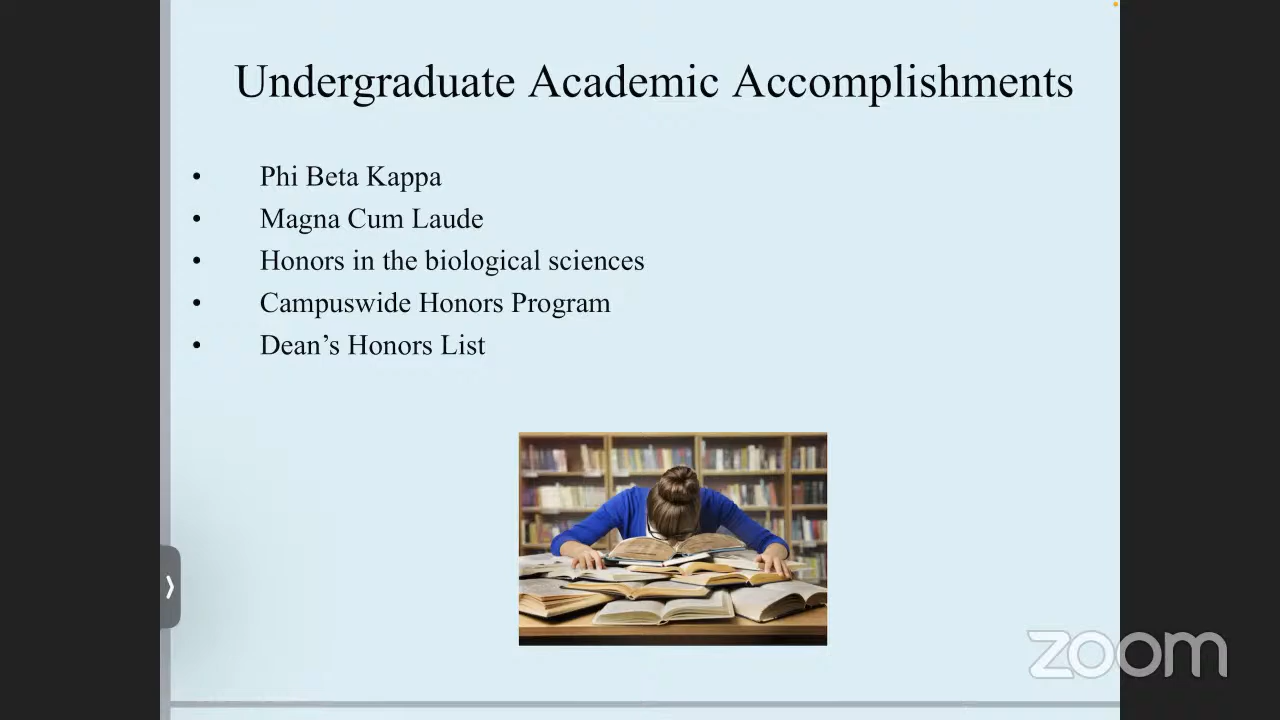 Undergraduate Academic Accomplishments
• Phi Beta Kappa
• Magna Cum Laude
• Honors in the biological sciences
• Campuswide Honors Program
• Dean’s Honors List
zoom